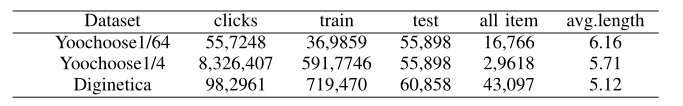 Dataset clicks train test all item avg.length
Yoochoose1/64 55,7248 36,9859 55,898 16,766 6.16
Yoochoose1/4 8,326,407 591,7746 55,898 2,9618 5.71
Diginetica 98,2961 719,470 60,858 43,097 5.12